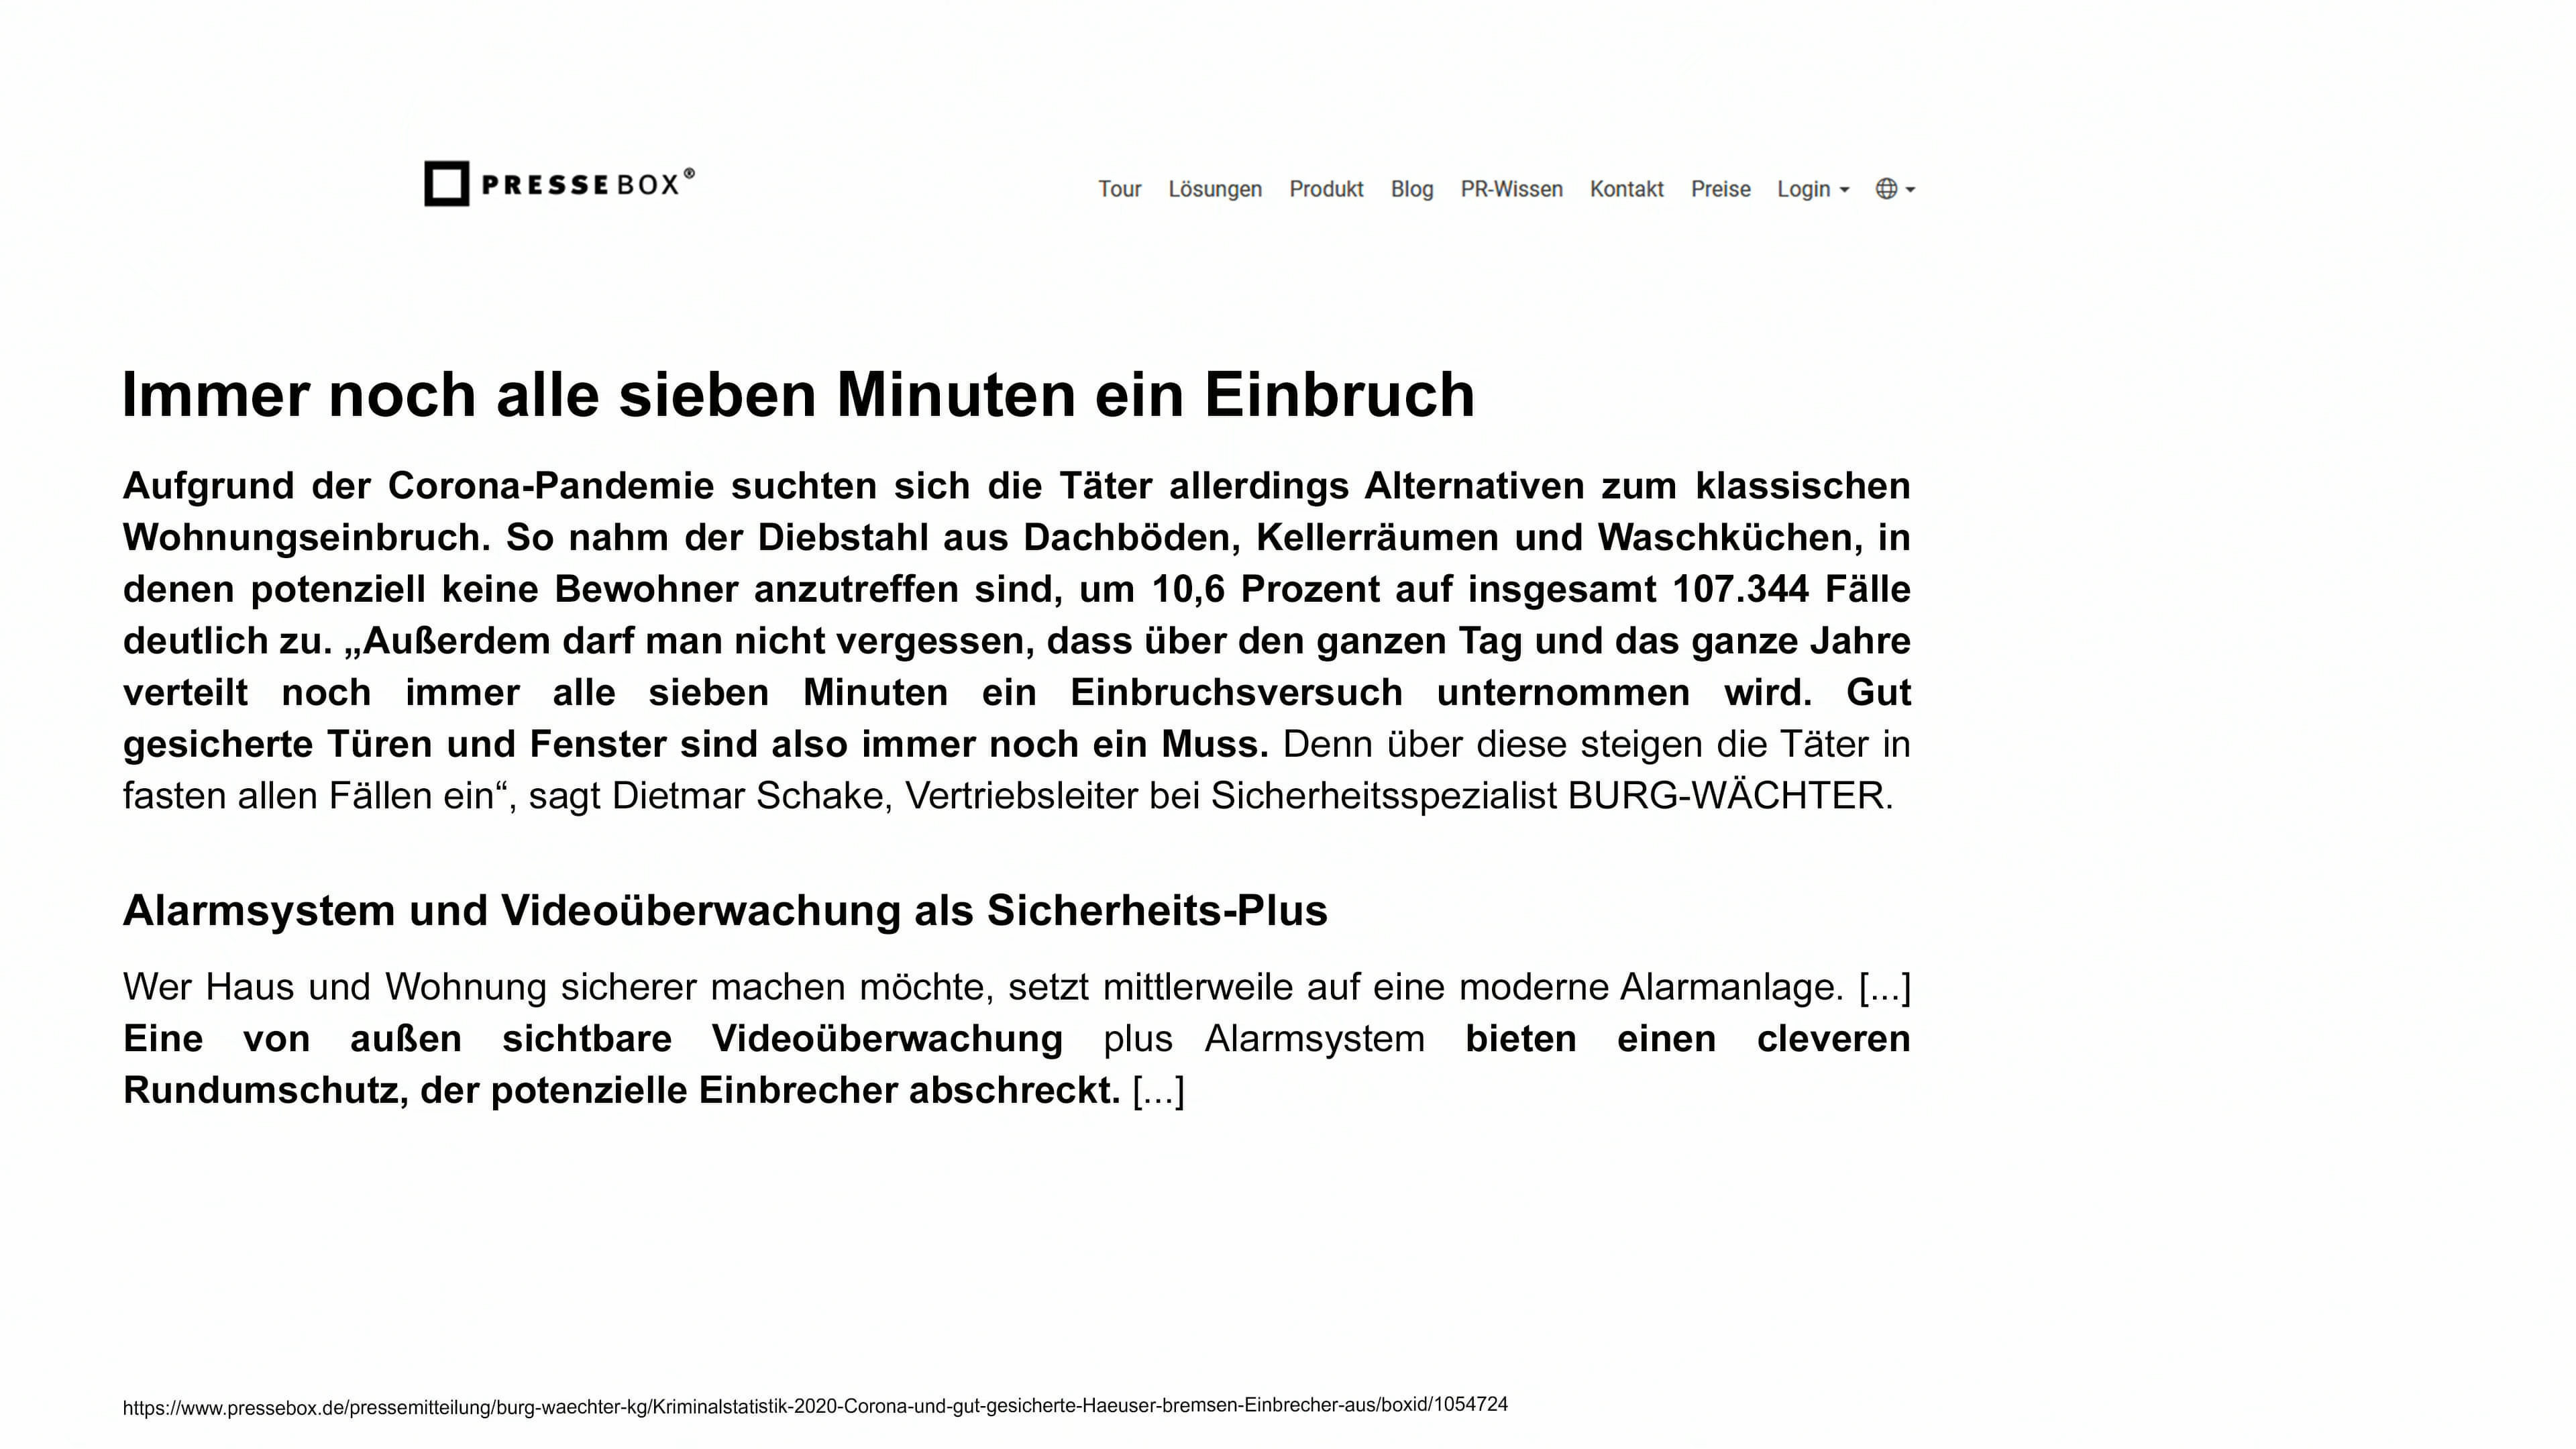 PRESSEBOX®
Tour Lösungen Produkt Blog PR-Wissen Kontakt Preise Login
Immer noch alle sieben Minuten ein Einbruch
Aufgrund der Corona-Pandemie suchten sich die Täter allerdings Alternativen zum klassischen
Wohnungseinbruch. So nahm der Diebstahl aus Dachböden, Kellerräumen und Waschküchen, in
denen potenziell keine Bewohner anzutreffen sind, um 10,6 Prozent auf insgesamt 107.344 Fälle
deutlich zu. „Außerdem darf man nicht vergessen, dass über den ganzen Tag und das ganze Jahre
verteilt noch immer alle sieben Minuten ein Einbruchsversuch unternommen wird. Gut
gesicherte Türen und Fenster sind also immer noch ein Muss. Denn über diese steigen die Täter in
fasten allen Fällen ein“, sagt Dietmar Schake, Vertriebsleiter bei Sicherheitsspezialist BURG-WÄCHTER.
Alarmsystem und Videoüberwachung als Sicherheits-Plus
Wer Haus und Wohnung sicherer machen möchte, setzt mittlerweile auf eine moderne Alarmanlage. [...]
Eine von außen sichtbare Videoüberwachung plus Alarmsystem bieten einen cleveren
Rundumschutz, der potenzielle Einbrecher abschreckt. [...]
https://www.pressebox.de/pressemitteilung/burg-waechter-kg/Kriminalstatistik-2020-Corona-und-gut-gesicherte-Haeuser-bremsen-Einbrecher-aus/boxid/1054724